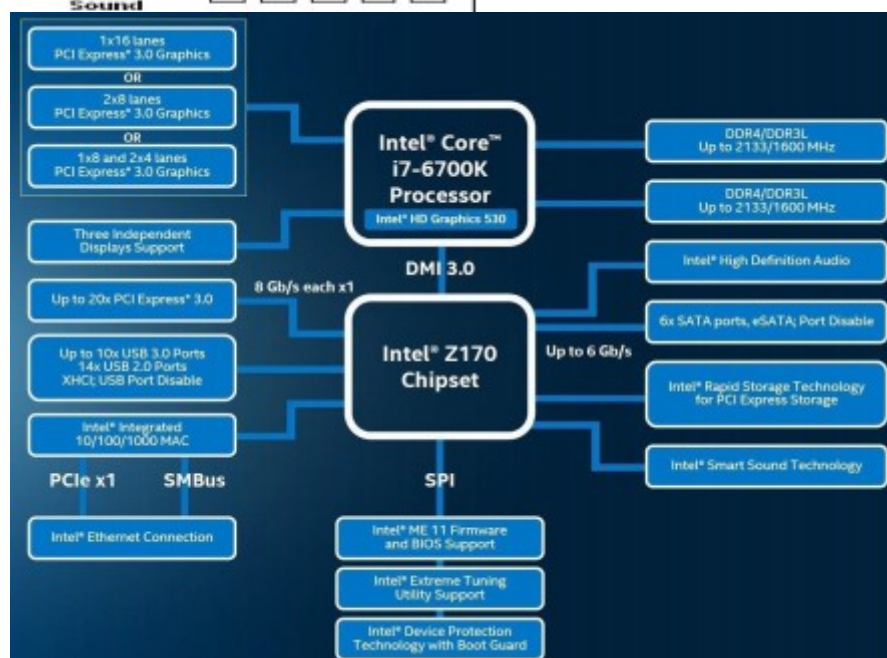 Sound
1x16 lanes
PCI Express* 3.0 Graphics
OR
2x8 lanes
PCI Express* 3.0 Graphics
OR
1x8 and 2x4 lanes
PCI Express* 3.0 Graphics
Three Independent
Displays Support
Up to 20x PCI Express* 3.0
8 Gb/s each x1
Up to 10x USB 3.0 Ports
14x USB 2.0 Ports
XHCI; USB Port Disable
Intel® Integrated
10/100/1000 MAC
PCIe x1
SMBus
Intel® Ethernet Connection
Intel® Core™
i7-6700K
Processor
Intel® HD Graphics 530
DMI 3.0
Intel® Z170
Chipset
SPI
Intel® ME 11 Firmware
and BIOS Support
Intel® Extreme Tuning
Utility Support
Intel® Device Protection
Technology with Boot Guard
DDR4/DDR3L
Up to 2133/1600 MHz
DDR4/DDR3L
Up to 2133/1600 MHz
Intel® High Definition Audio
6x SATA ports, eSATA; Port Disable
Up to 6 Gb/s
Intel® Rapid Storage Technology
for PCI Express Storage
Intel® Smart Sound Technology